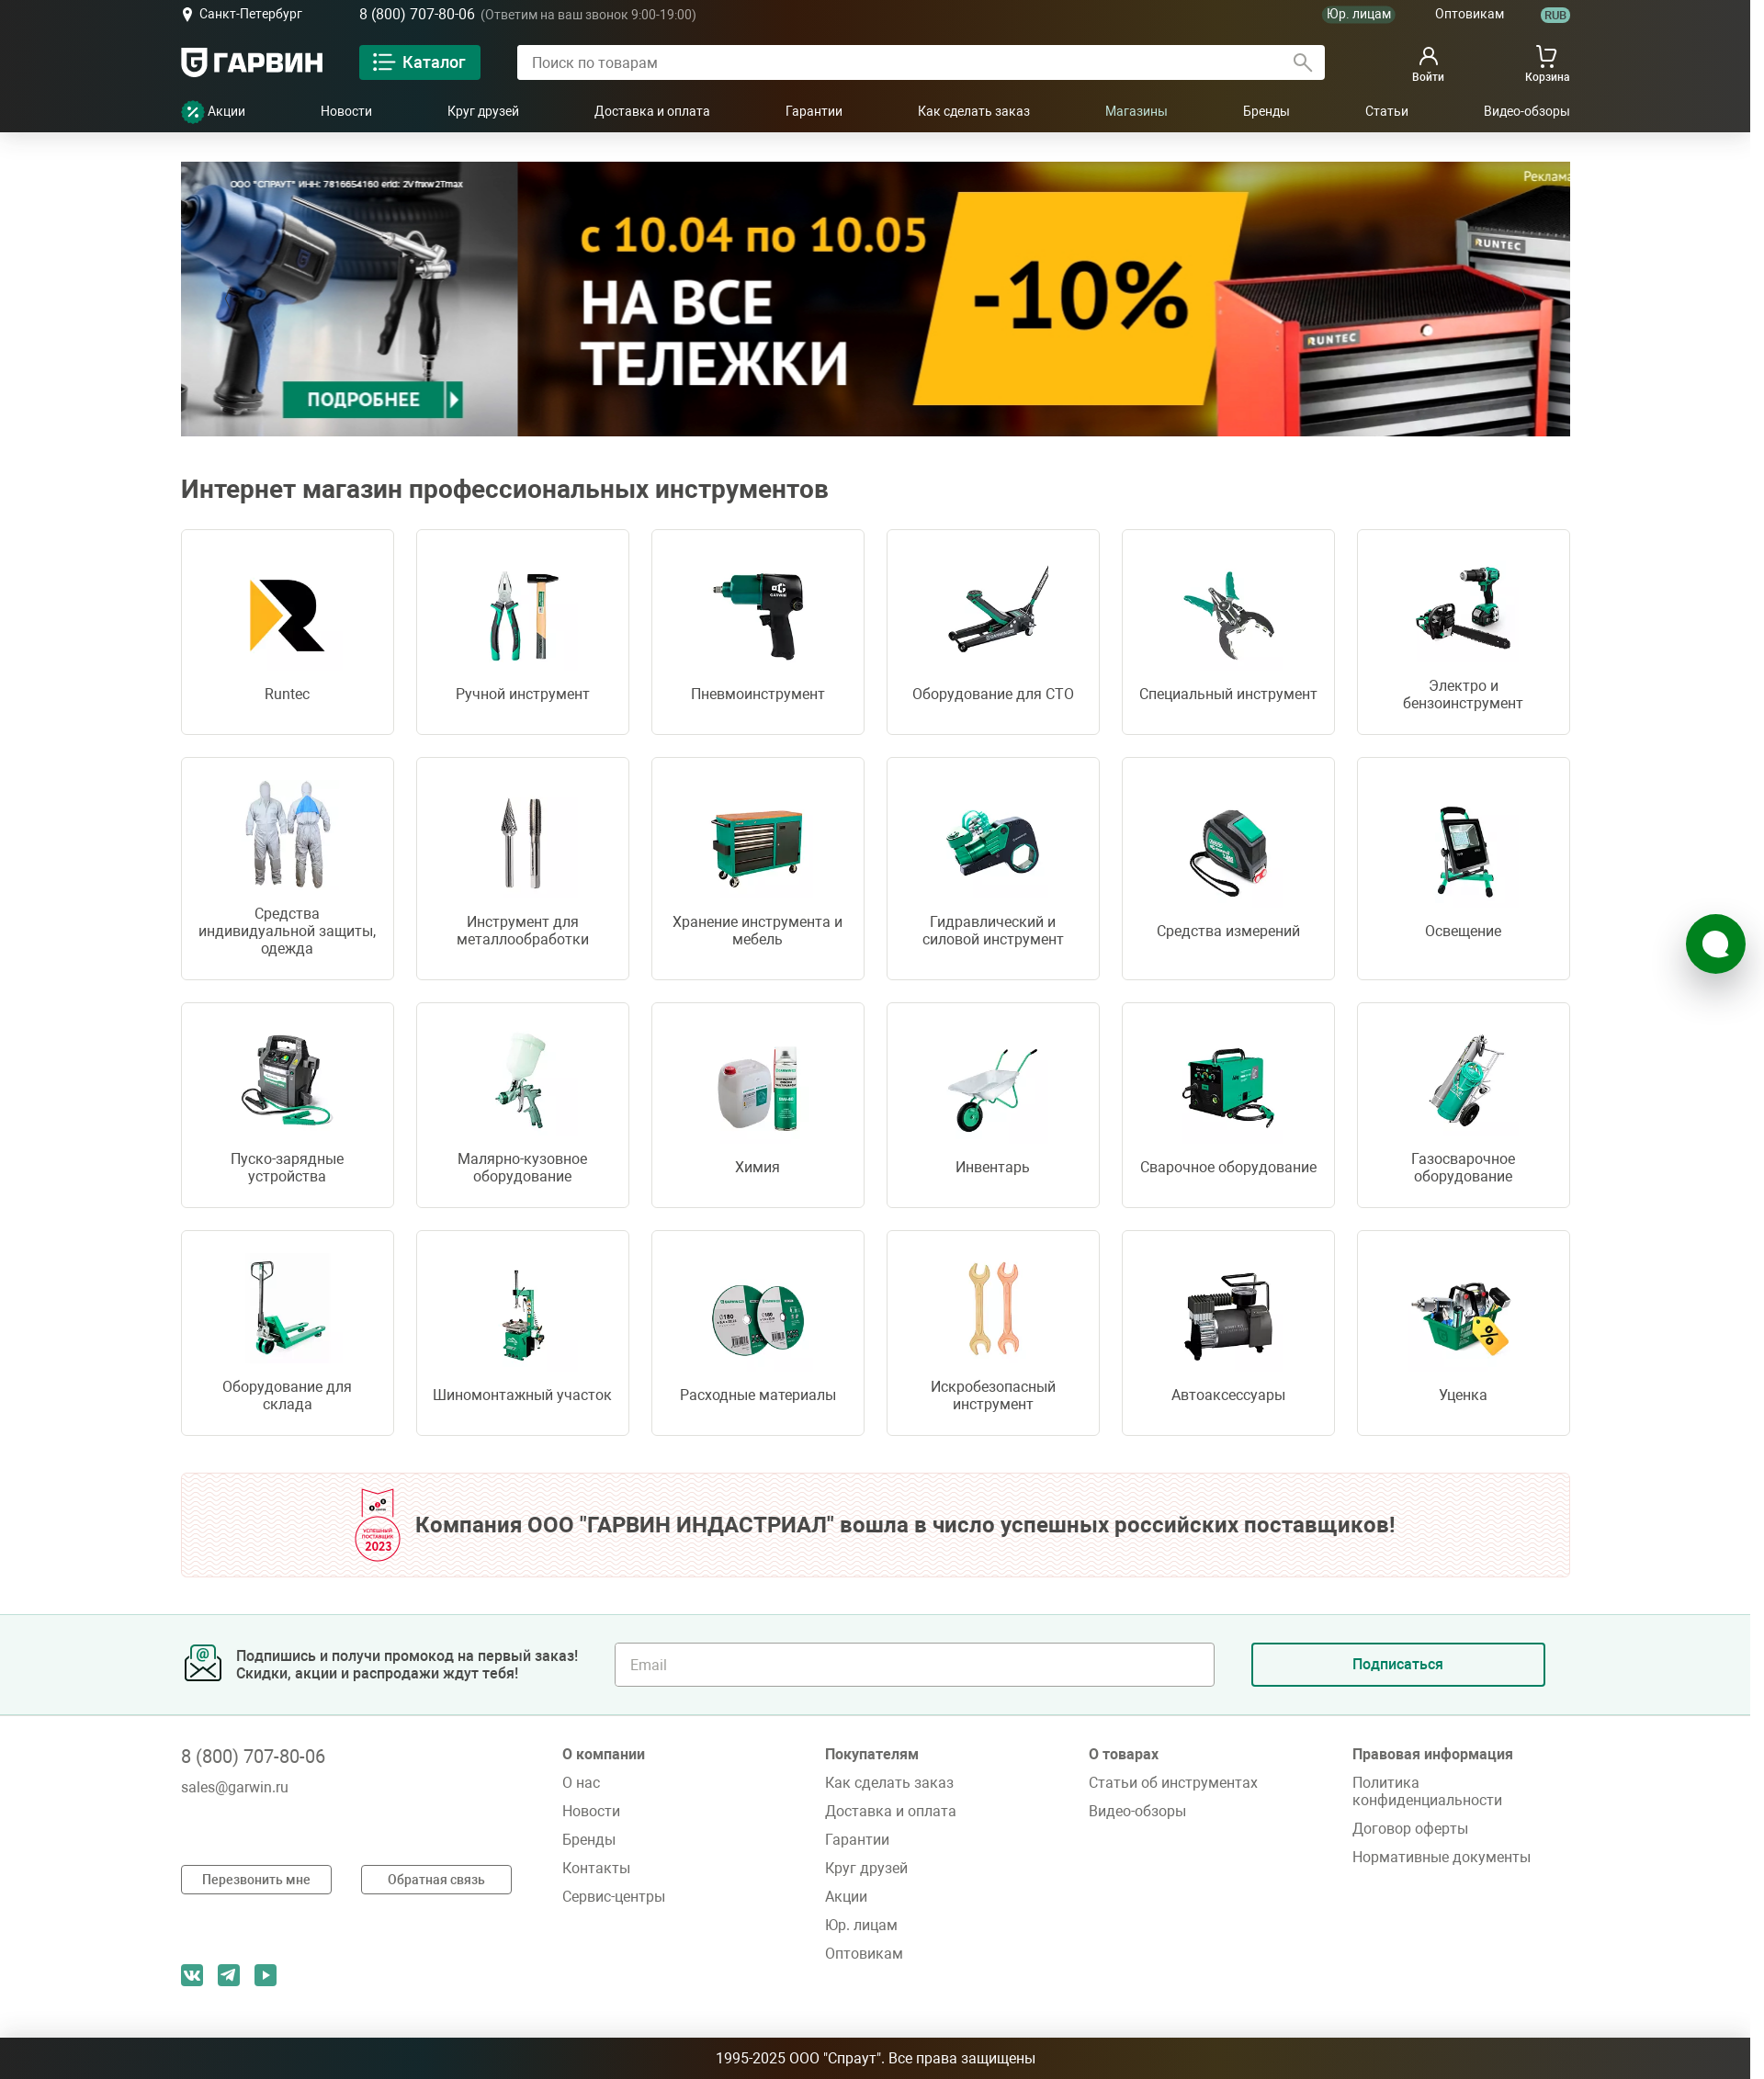 Санкт-Петербург
8 (800) 707-80-06 (Ответим на ваш звонок 9:00-19:00)
Юр. лицам
Оптовикам
RUB
ГАРВИН
Каталог
Поиск по товарам
Войти
Корзина
Акции
Новости
Круг друзей
Доставка и оплата
Гарантии
Как сделать заказ
Магазины
Бренды
Статьи
Видео-обзоры
ООО "СПРАУТ" ИНН: 7816654160 erid: 2Vfnxw2Tmax
Реклама
с 10.04 по 10.05
НА ВСЕ
ТЕЛЕЖКИ
-10%
ПОДРОБНЕЕ
RUNTEC
RUNTEC
Интернет магазин профессиональных инструментов
Runtec
Ручной инструмент
Пневмоинструмент
Оборудование для СТО
Специальный инструмент
Электро и
бензоинструмент
Средства
индивидуальной защиты,
одежда
Инструмент для
металлообработки
Хранение инструмента и
мебель
Гидравлический и
силовой инструмент
Средства измерений
Освещение
Пуско-зарядные
устройства
Малярно-кузовное
оборудование
Химия
Инвентарь
Сварочное оборудование
Газосварочное
оборудование
Оборудование для
склада
Шиномонтажный участок
Расходные материалы
Искробезопасный
инструмент
Автоаксессуары
Уценка
УСПЕШНЫЙ
ПОСТАВЩИК
2023
Компания ООО "ГАРВИН ИНДАСТРИАЛ" вошла в число успешных российских поставщиков!
Подпишись и получи промокод на первый заказ!
Скидки, акции и распродажи ждут тебя!
Email
Подписаться
8 (800) 707-80-06
sales@garwin.ru
Перезвонить мне
Обратная связь
О компании
О нас
Новости
Бренды
Контакты
Сервис-центры
Покупателям
Как сделать заказ
Доставка и оплата
Гарантии
Круг друзей
Акции
Юр. лицам
Оптовикам
О товарах
Статьи об инструментах
Видео-обзоры
Правовая информация
Политика
конфиденциальности
Договор оферты
Нормативные документы
1995-2025 ООО "Спраут". Все права защищены